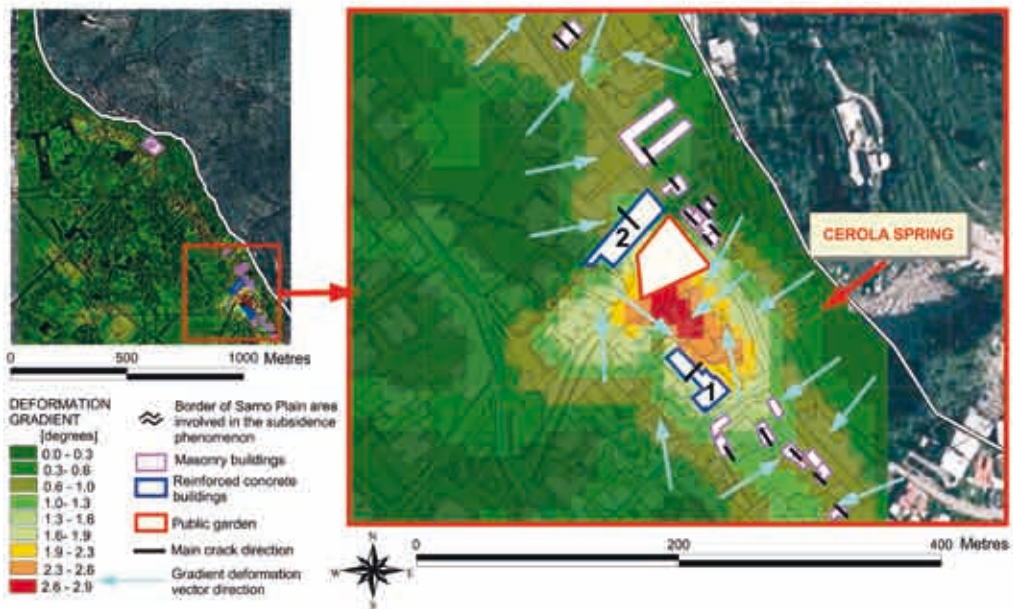 2
1
CEROLA SPRING
0 500 1000 Metres
DEFORMATION
GRADIENT
[degrees]
0.0 - 0.3
0.3- 0.6
0.6 - 1.0
1.0- 1.3
1.3 - 1.6
1.6- 1.9
1.9 - 2.3
2.3 - 2.6
2.6 - 2.9
Border of Sarno Plain area
involved in the subsidence
phenomenon
Masonry buildings
Reinforced concrete
buildings
Public garden
Main crack direction
Gradient deformation
vector direction
N
W E
S
0 200 400 Metres